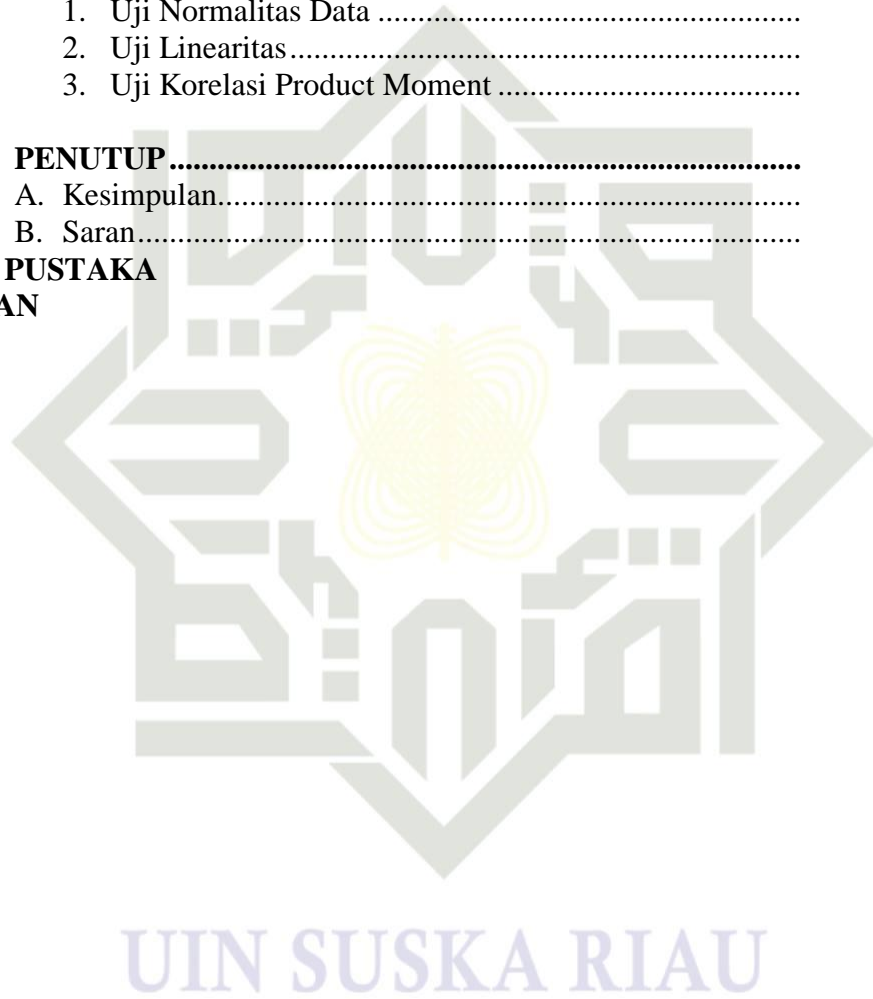 1. Uji Normalitas Data ........................................................
2. Uji Linearitas ....................................................................
3. Uji Korelasi Product Moment ........................................
PENUTUP ..............................................................................
A. Kesimpulan.........................................................................
B. Saran...................................................................................
PUSTAKA
AN
UIN SUSKA RIAU